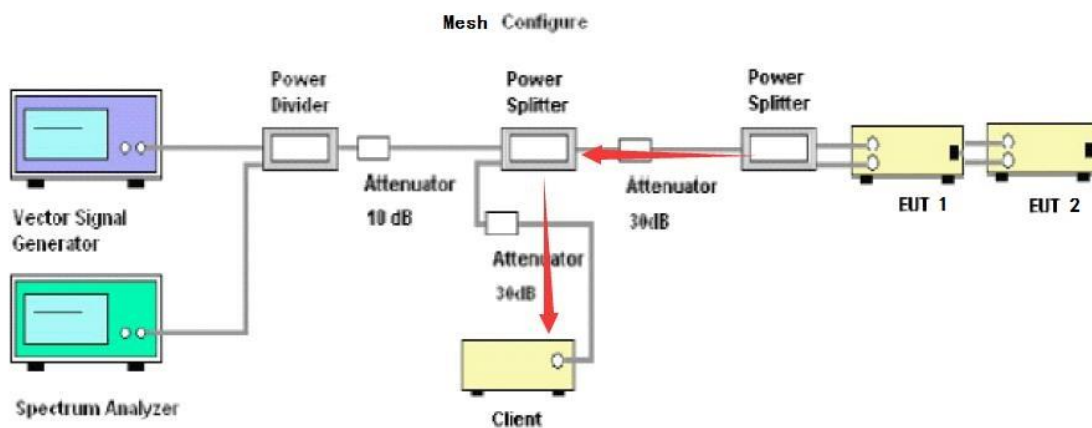 Mesh Configure
Power
Divider
Power
Splitter
Power
Splitter
Attenuator
10 dB
Attenuator
30dB
Attenuator
30dB
EUT 1
EUT 2
Vector Signal
Generator
Spectrum Analyzer
Client